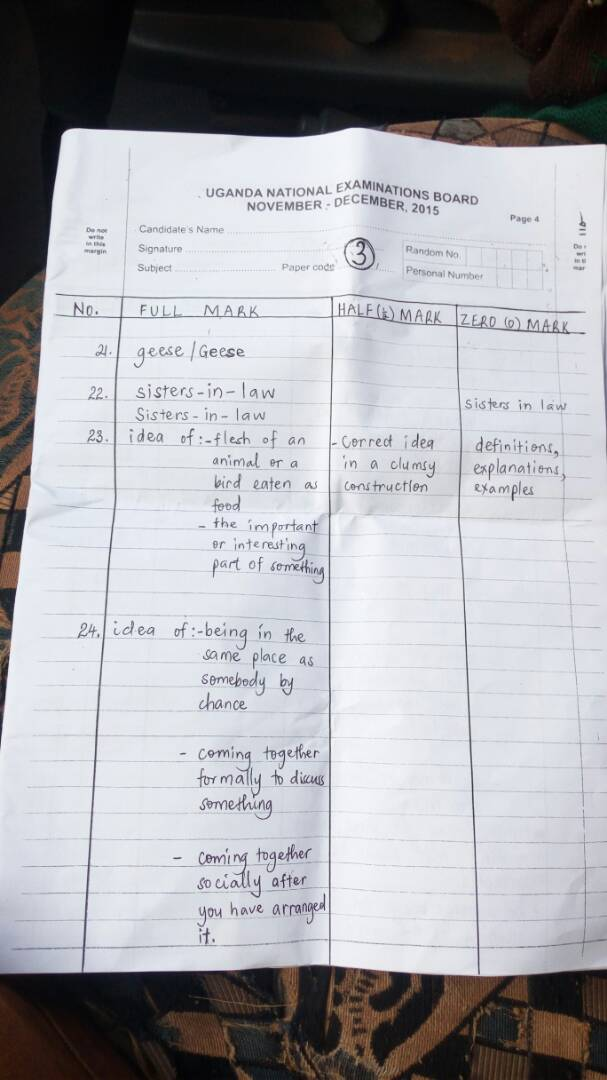 UGANDA NATIONAL EXAMINATIONS BOARD
NOVEMBER - DECEMBER, 2015
Page 4
Do not
write
in this
margin
Candidate's Name
Signature
Random No.
Subject
Paper code
3
Personal Number
No.
FULL MARK
HALF (½) MARK
ZERO (0) MARK
21. geese / Geese
22. sisters-in-law
Sisters-in-law
Sisters in law
23. idea of:- flesh of an
animal or a
bird eaten as
food
- the important
or interesting
part of something
- Correct idea
in a clumsy
construction
definitions,
explanations,
examples
24. idea of:- being in the
same place as
somebody by
chance
- coming together
formally to discuss
something
- coming together
socially after
you have arranged
it.